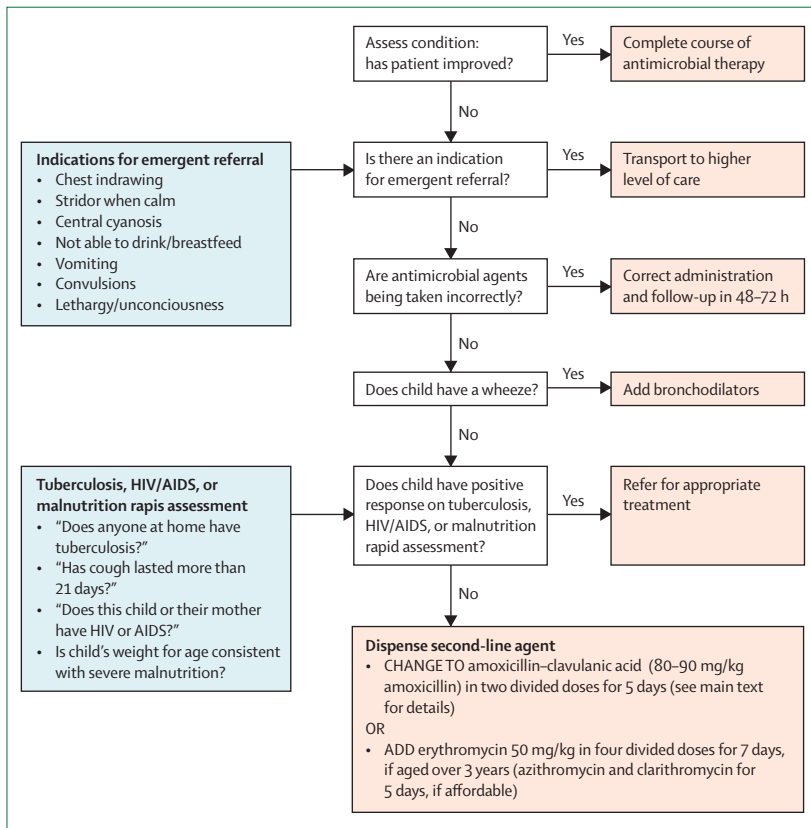 Assess condition:
has patient improved?
Yes
Complete course of
antimicrobial therapy
No
Indications for emergent referral
• Chest indrawing
• Stridor when calm
• Central cyanosis
• Not able to drink/breastfeed
• Vomiting
• Convulsions
• Lethargy/unconciousness
Is there an indication
for emergent referral?
Yes
Transport to higher
level of care
No
Are antimicrobial agents
being taken incorrectly?
Yes
Correct administration
and follow-up in 48–72 h
No
Does child have a wheeze?
Yes
Add bronchodilators
No
Tuberculosis, HIV/AIDS, or
malnutrition rapis assessment
• “Does anyone at home have
tuberculosis?”
• “Has cough lasted more than
21 days?”
• “Does this child or their mother
have HIV or AIDS?”
• Is child’s weight for age consistent
with severe malnutrition?
Does child have positive
response on tuberculosis,
HIV/AIDS, or malnutrition
rapid assessment?
Yes
Refer for appropriate
treatment
No
Dispense second-line agent
• CHANGE TO amoxicillin–clavulanic acid (80–90 mg/kg
amoxicillin) in two divided doses for 5 days (see main text
for details)
OR
• ADD erythromycin 50 mg/kg in four divided doses for 7 days,
if aged over 3 years (azithromycin and clarithromycin for
5 days, if affordable)